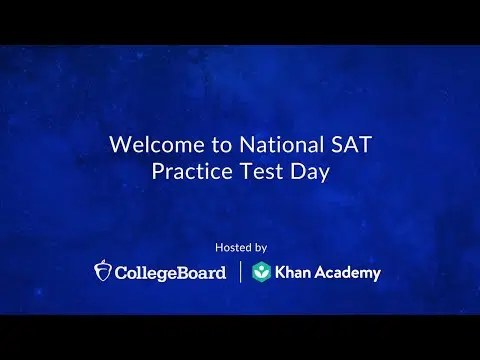 Welcome to National SAT
Practice Test Day
Hosted by
CollegeBoard | Khan Academy